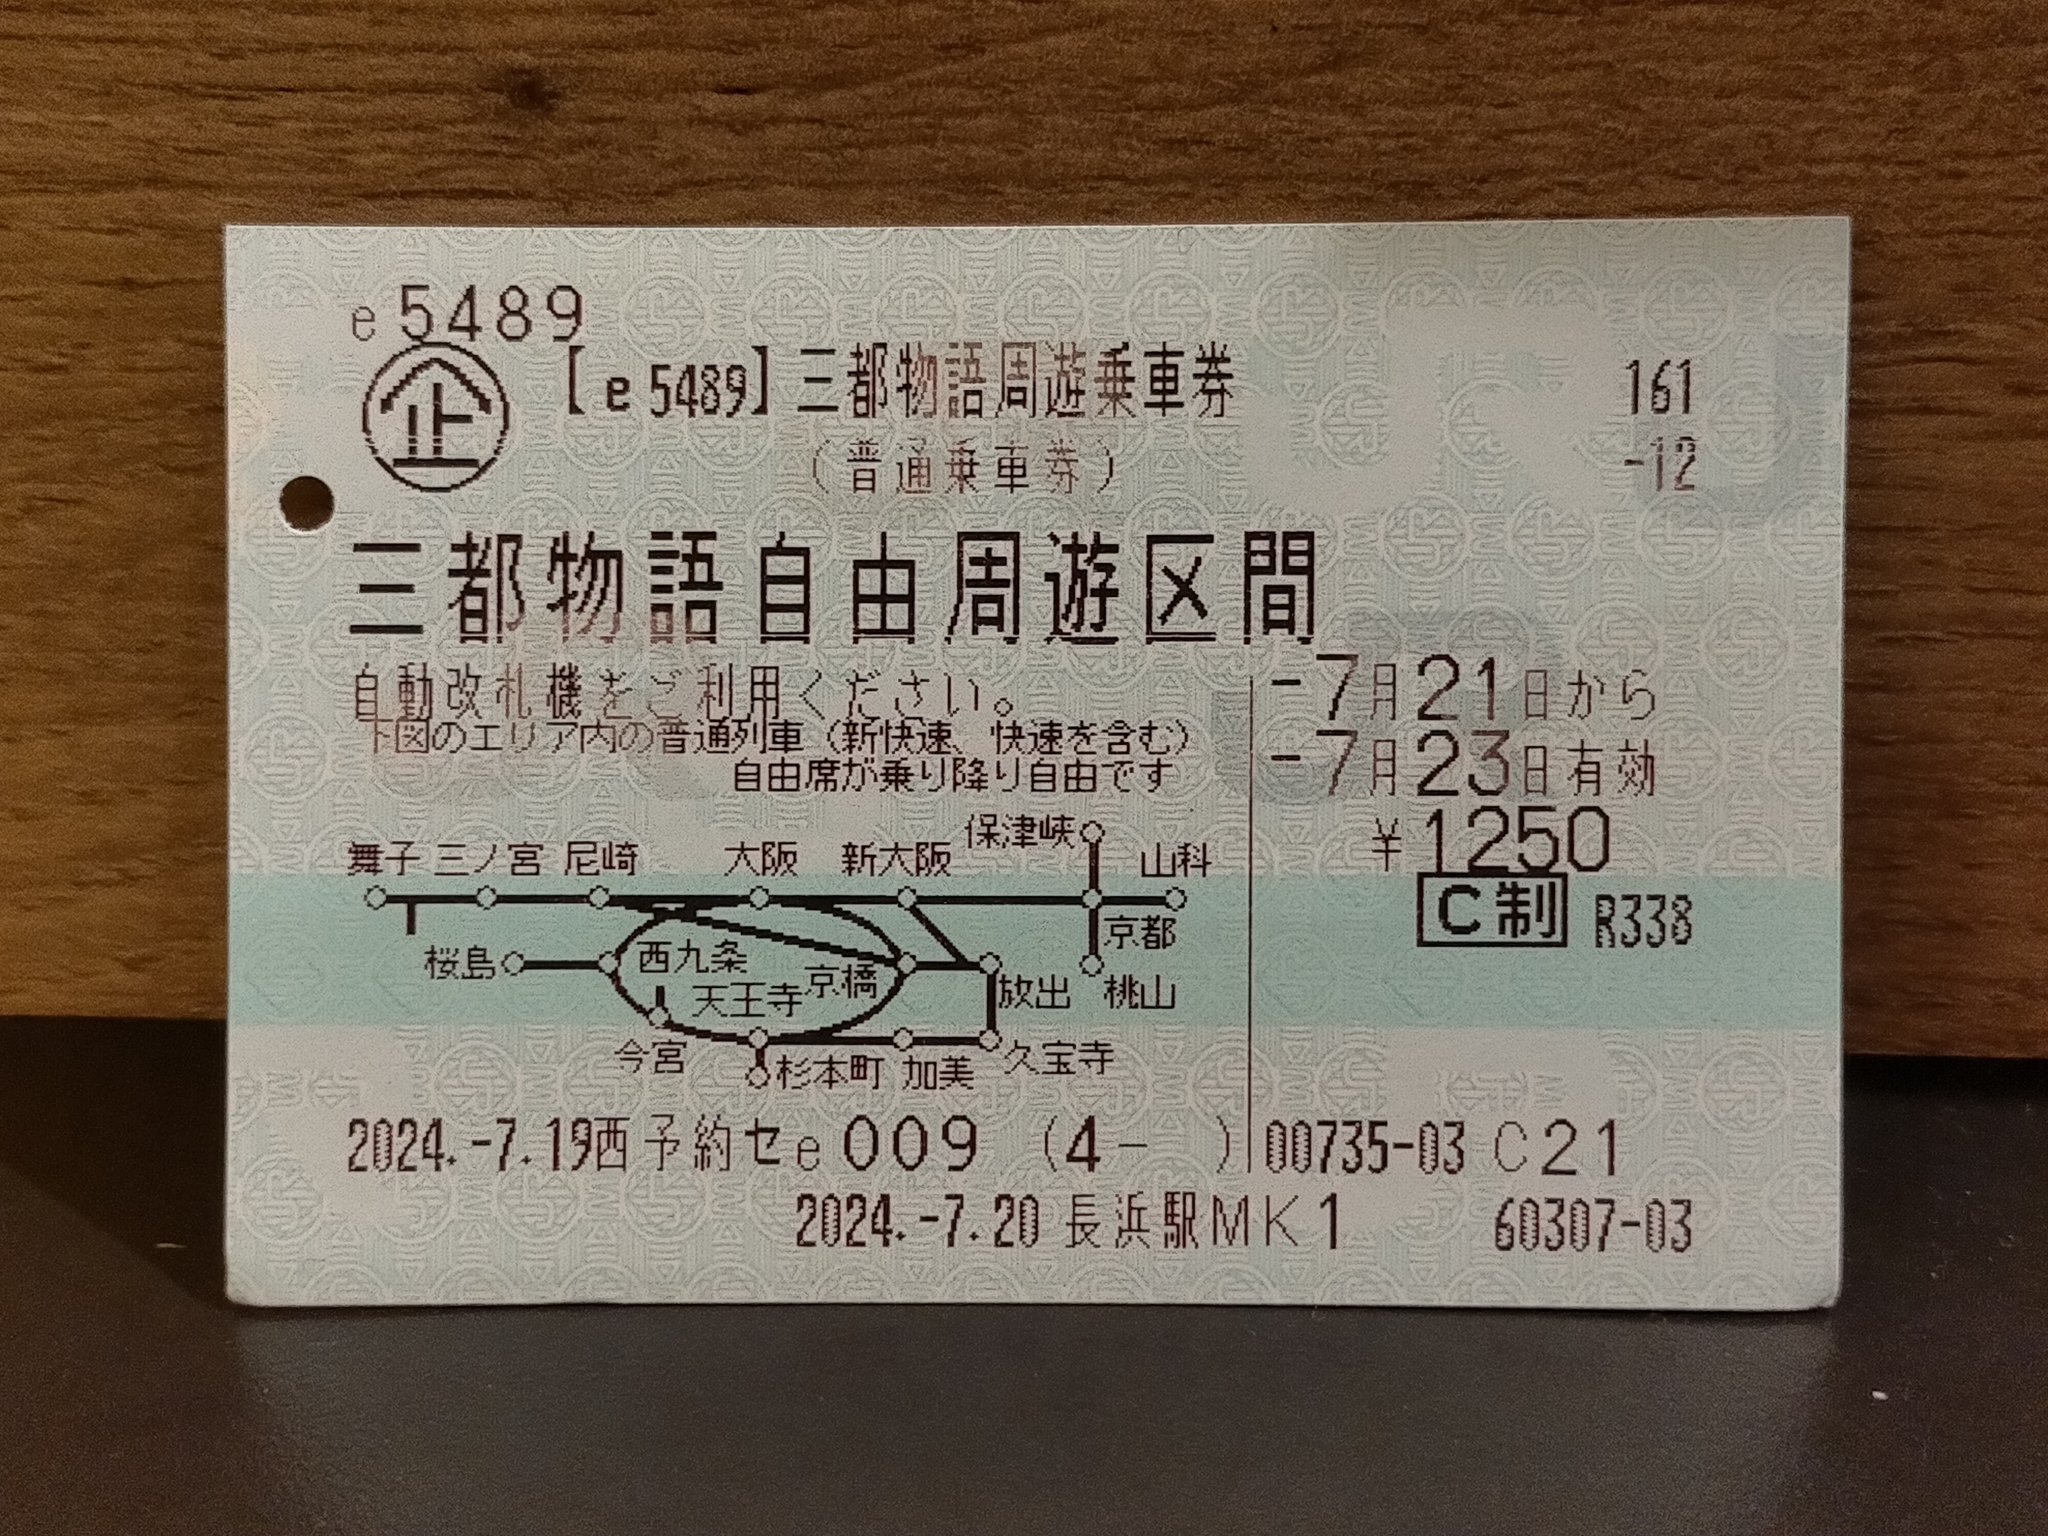 e5489
企 【e5489】三都物語周遊乗車券 161
（普通乗車券） -12
三都物語自由周遊区間
自動改札機をご利用ください。 -7月21日から
下図のエリア内の普通列車（新快速、快速を含む） -7月23日有効
自由席が乗り降り自由です
¥1250
C制 R338
保津峡
舞子 三ノ宮 尼崎 大阪 新大阪 山科
京都
桜島 西九条 京橋 放出 桃山
天王寺
今宮 杉本町 加美 久宝寺
2024.-7.19西予約セe009 (4- ) 00735-03 C21
2024.-7.20 長浜駅MK1 60307-03